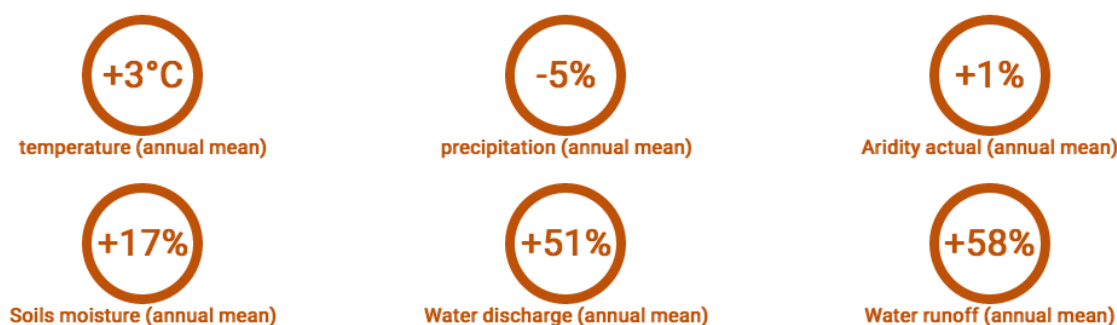 +3°C
-5%
+1%
temperature (annual mean)
precipitation (annual mean)
Aridity actual (annual mean)
+17%
+51%
+58%
Soils moisture (annual mean)
Water discharge (annual mean)
Water runoff (annual mean)